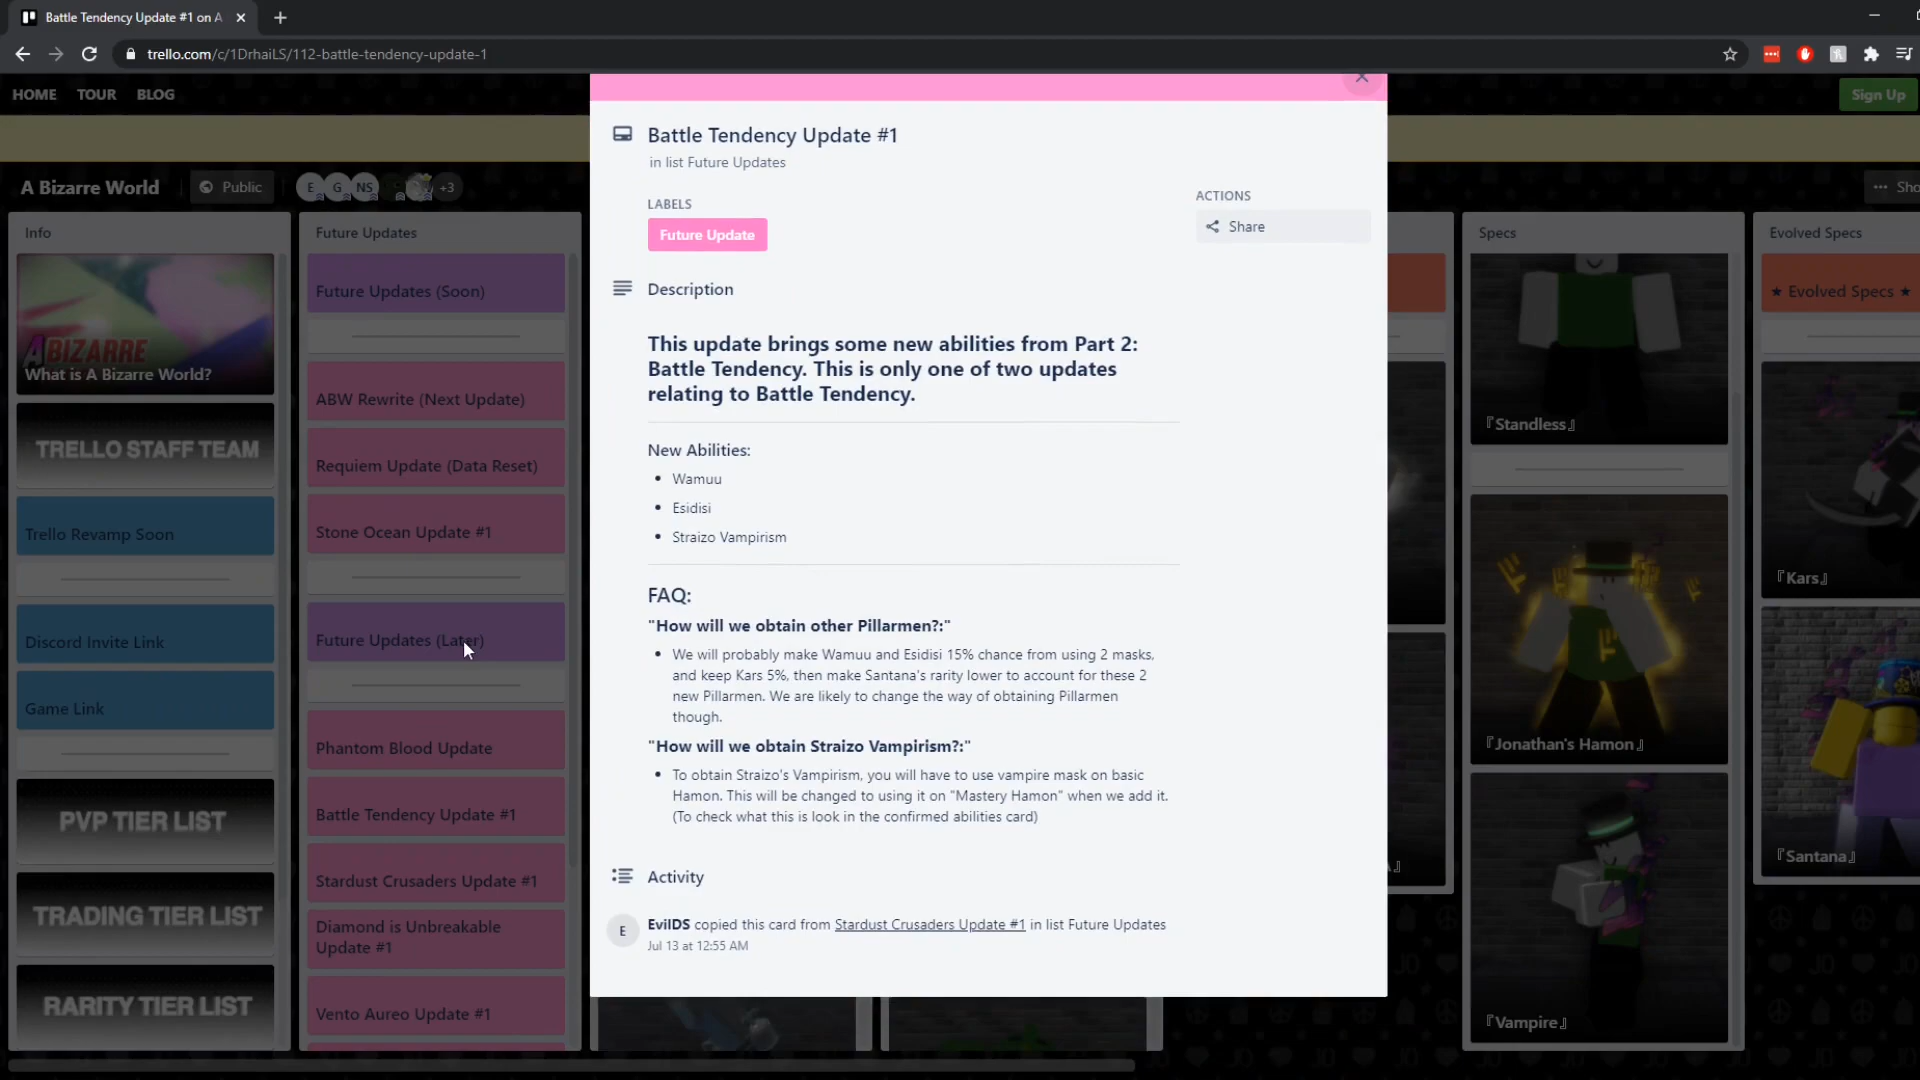 Battle Tendency Update #1 on A
trello.com/c/1DrhaiLS/112-battle-tendency-update-1
HOME TOUR BLOG
Sign Up
A Bizarre World
Public
E G NS +3
Sho
Info
A BIZARRE
What is A Bizarre World?
TRELLO STAFF TEAM
Trello Revamp Soon
Discord Invite Link
Game Link
PVP TIER LIST
TRADING TIER LIST
RARITY TIER LIST
Future Updates
Future Updates (Soon)
ABW Rewrite (Next Update)
Requiem Update (Data Reset)
Stone Ocean Update #1
Future Updates (Later)
Phantom Blood Update
Battle Tendency Update #1
Stardust Crusaders Update #1
Diamond is Unbreakable
Update #1
Vento Aureo Update #1
Battle Tendency Update #1
in list Future Updates
LABELS
Future Update
ACTIONS
Share
Description
This update brings some new abilities from Part 2:
Battle Tendency. This is only one of two updates
relating to Battle Tendency.
New Abilities:
• Wamuu
• Esidisi
• Straizo Vampirism
FAQ:
"How will we obtain other Pillarmen?:"
• We will probably make Wamuu and Esidisi 15% chance from using 2 masks,
and keep Kars 5%, then make Santana's rarity lower to account for these 2
new Pillarmen. We are likely to change the way of obtaining Pillarmen
though.
"How will we obtain Straizo Vampirism?:"
• To obtain Straizo's Vampirism, you will have to use vampire mask on basic
Hamon. This will be changed to using it on "Mastery Hamon" when we add it.
(To check what this is look in the confirmed abilities card)
Activity
E
EvilDS copied this card from Stardust Crusaders Update #1 in list Future Updates
Jul 13 at 12:55 AM
Specs
『Standless』
『Jonathan's Hamon』
『Vampire』
Evolved Specs
★ Evolved Specs ★
『Kars』
『Santana』